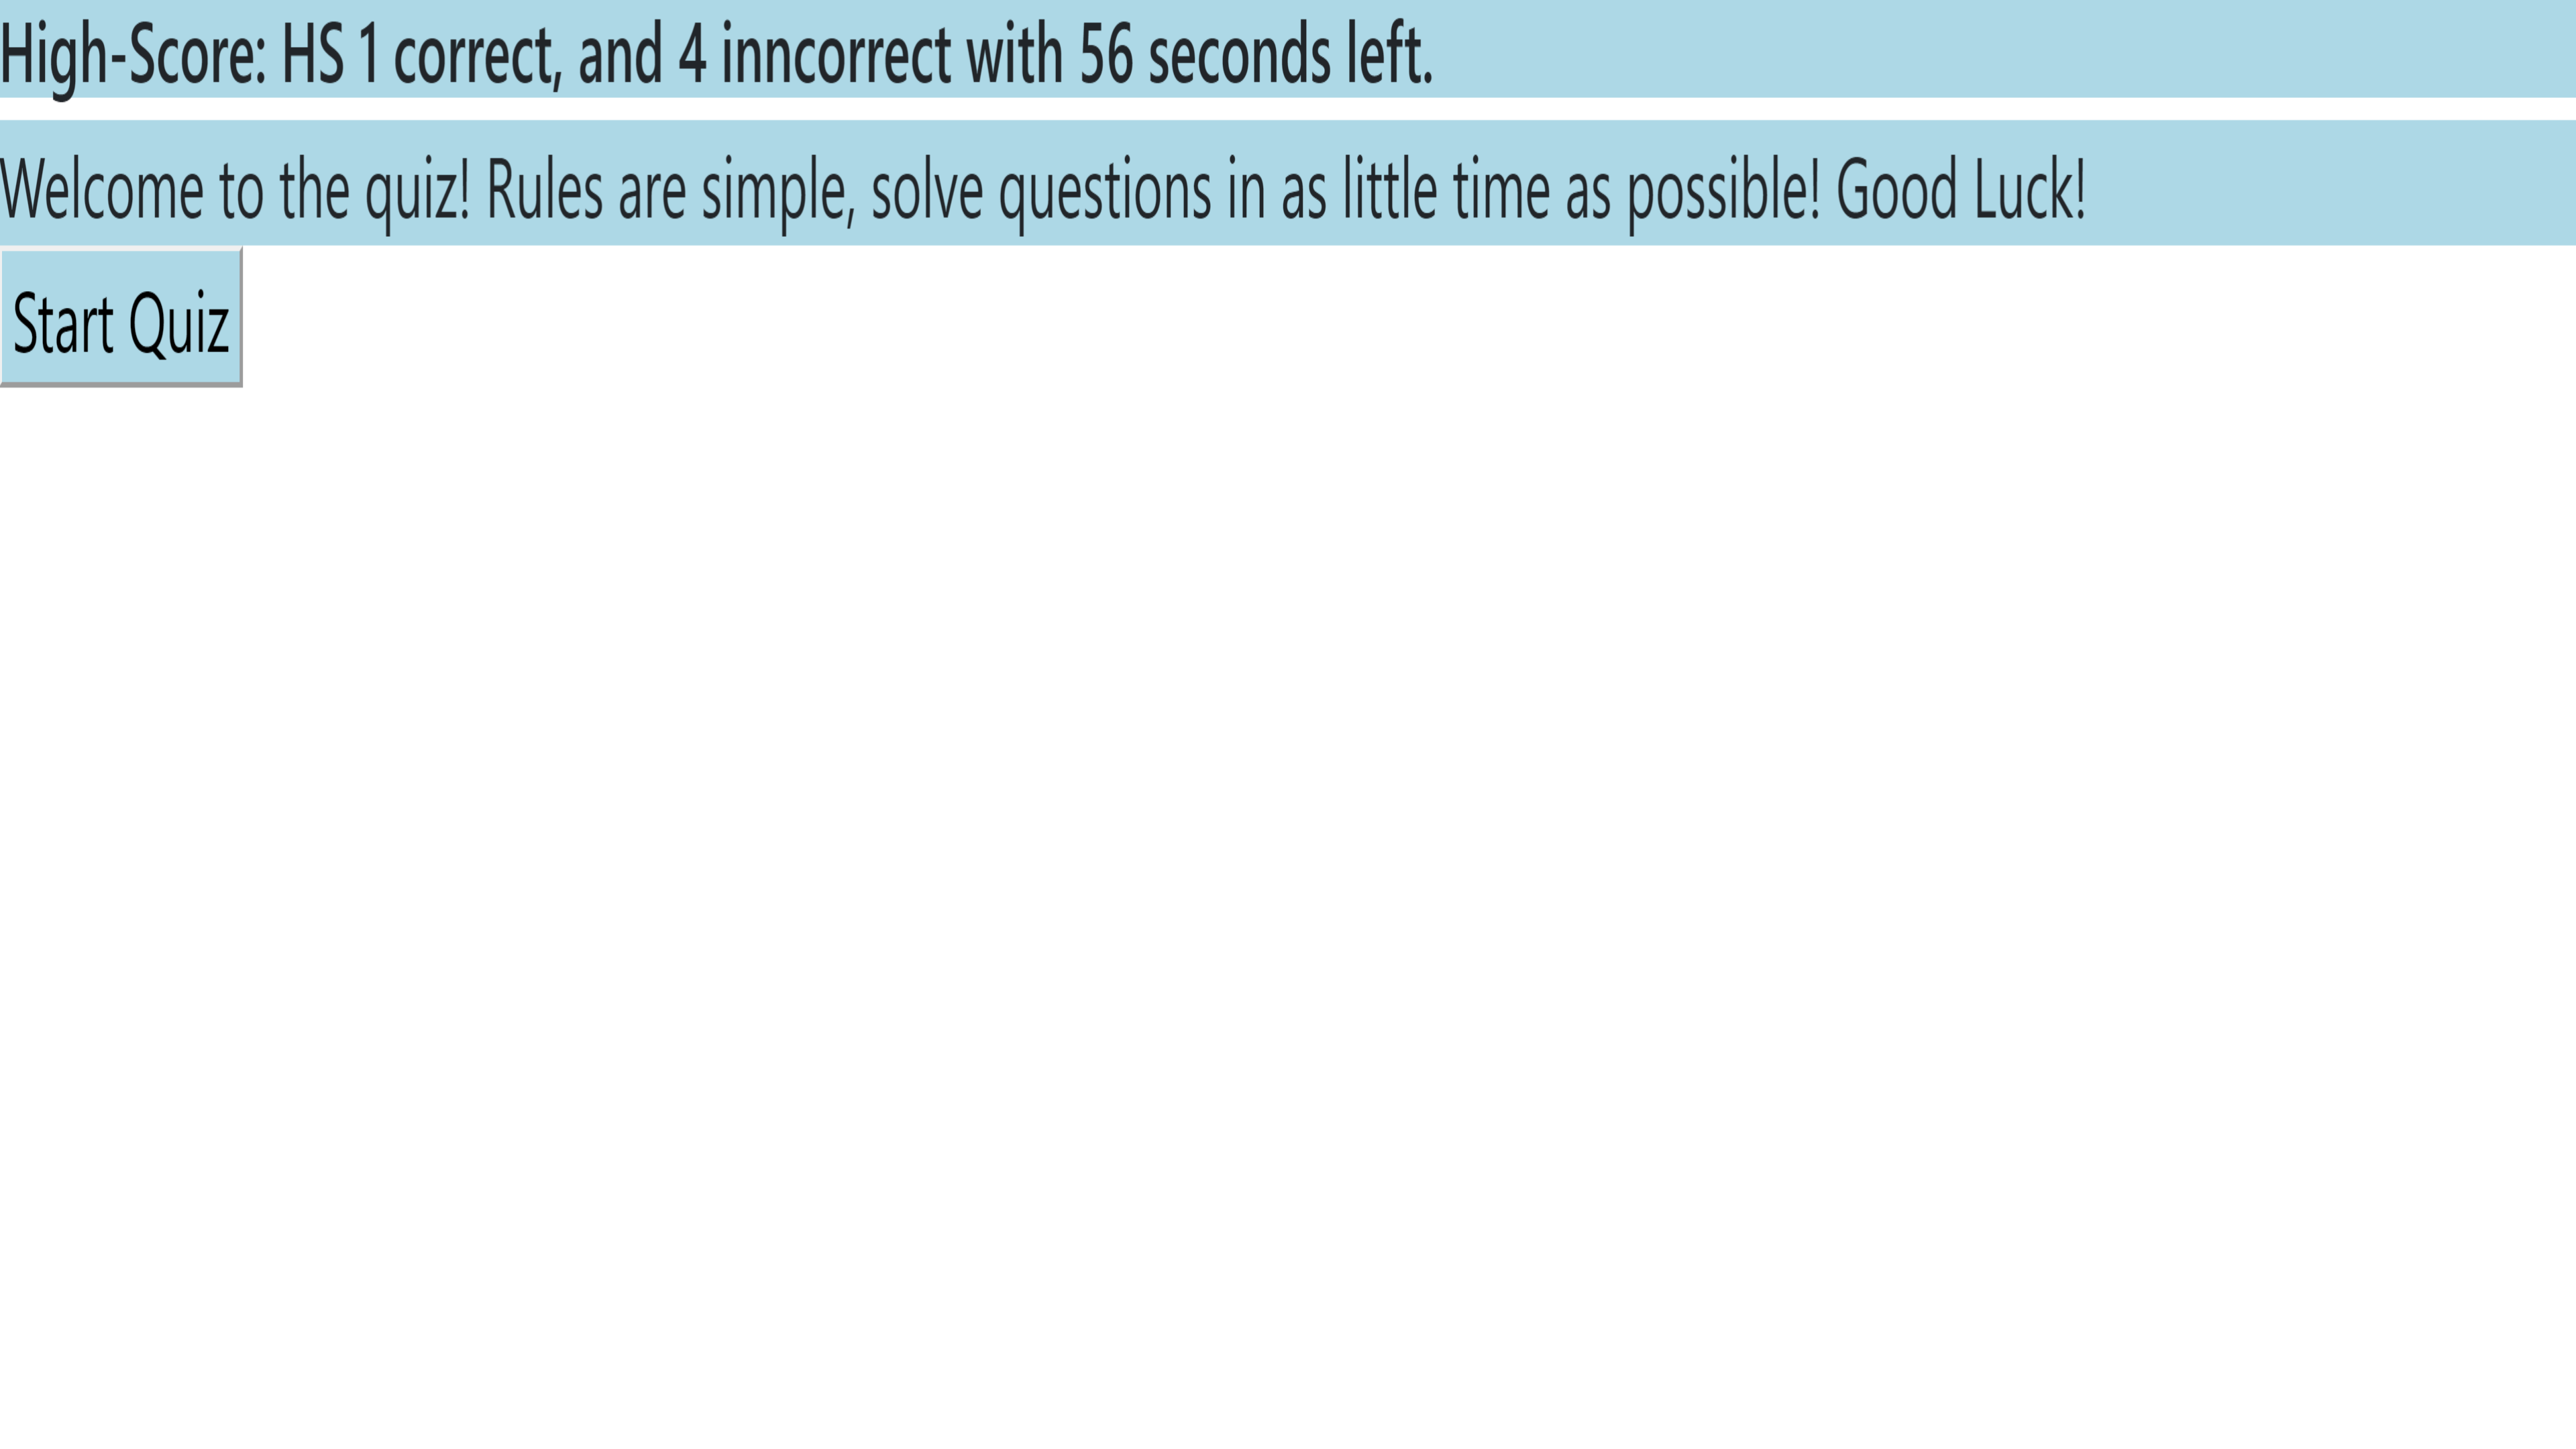 High-Score: HS 1 correct, and 4 inncorrect with 56 seconds left.
Welcome to the quiz! Rules are simple, solve questions in as little time as possible! Good Luck!
Start Quiz